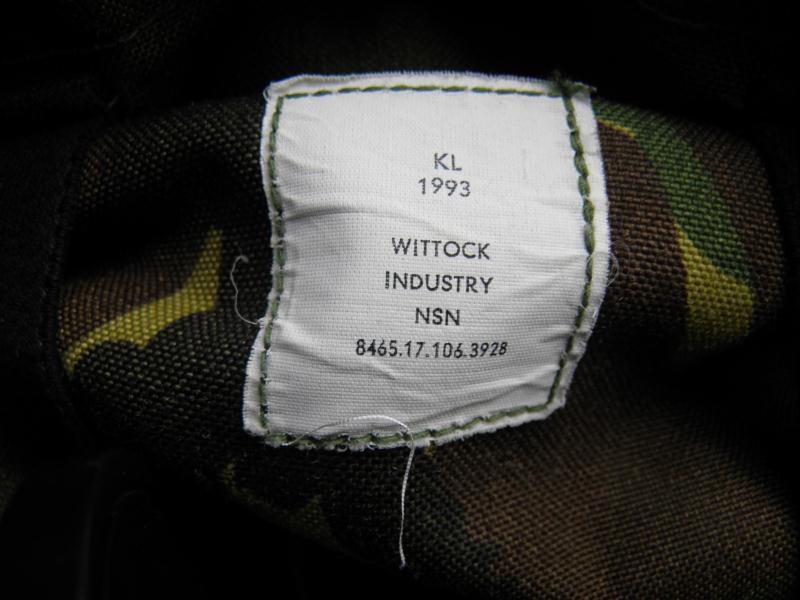 KL
1993
WITTOCK
INDUSTRY
NSN
8465.17.106.3928